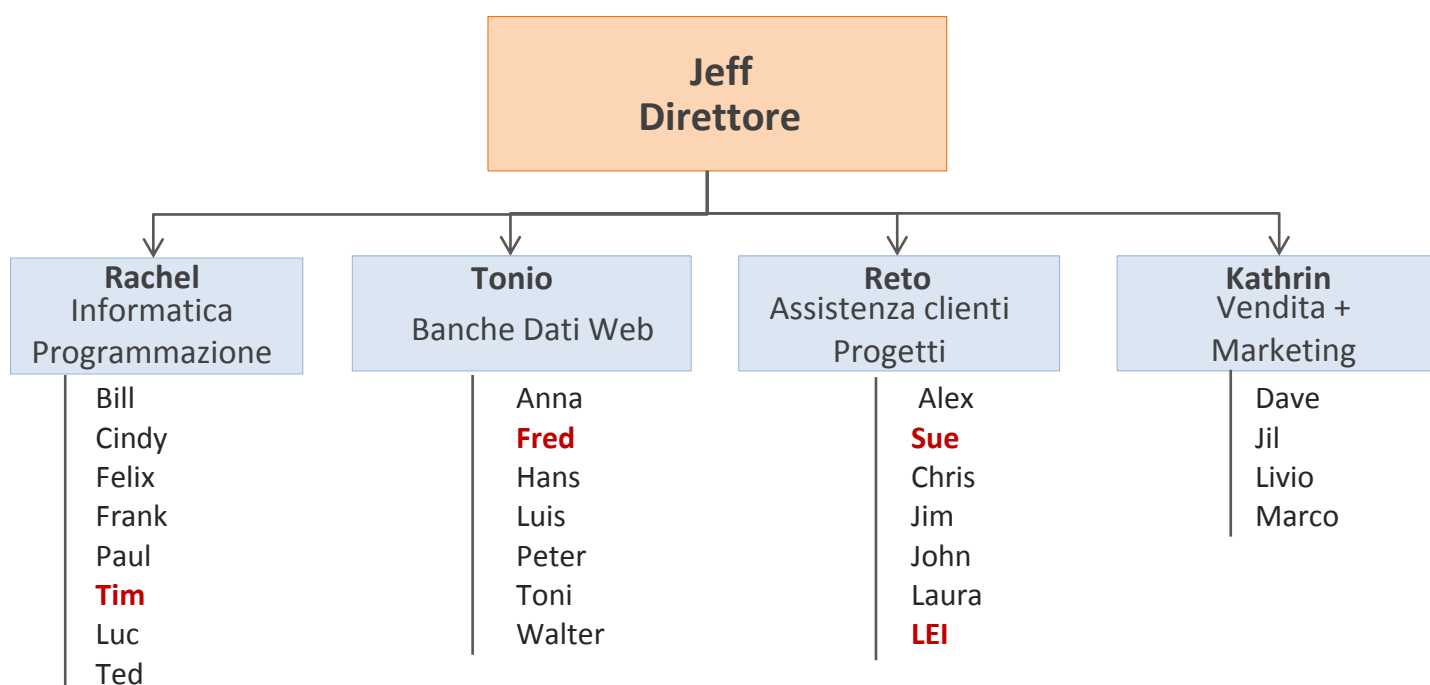 Jeff
Direttore
Rachel
Informatica
Programmazione
Bill
Cindy
Felix
Frank
Paul
Tim
Luc
Ted
Tonio
Banche Dati Web
Anna
Fred
Hans
Luis
Peter
Toni
Walter
Reto
Assistenza clienti
Progetti
Alex
Sue
Chris
Jim
John
Laura
LEI
Kathrin
Vendita +
Marketing
Dave
Jil
Livio
Marco